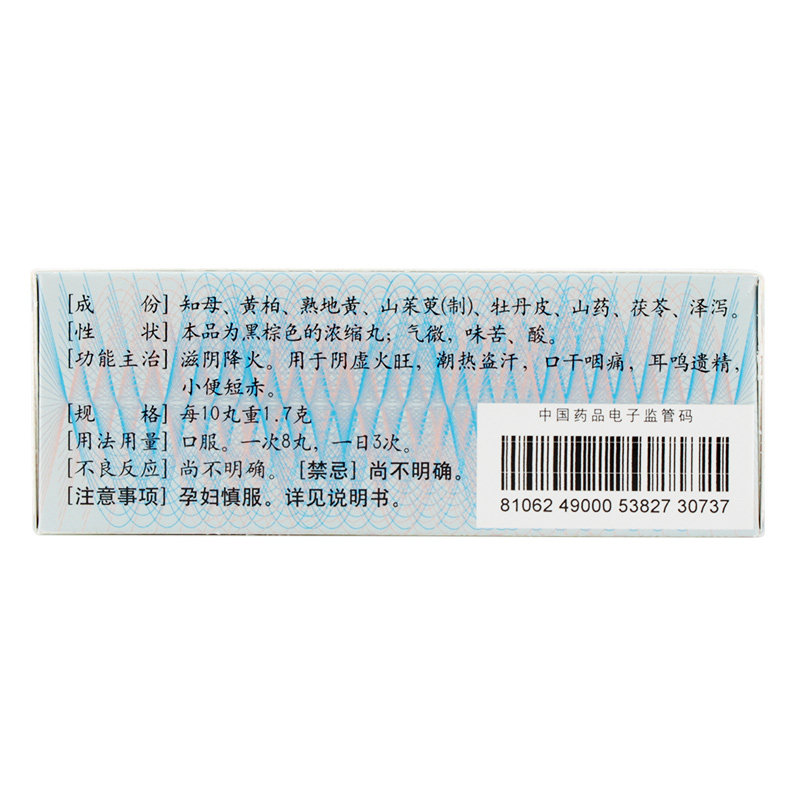 [成 份] 知母、黄柏、熟地黄、山茱萸(制)、牡丹皮、山药、茯苓、泽泻。
[性 状] 本品为黑棕色的浓缩丸；气微，味苦、酸。
[功能主治] 滋阴降火。用于阴虚火旺，潮热盗汗，口干咽痛，耳鸣遗精，
小便短赤。
[规 格] 每10丸重1.7克
[用法用量] 口服。一次8丸，一日3次。
[不良反应] 尚不明确。 [禁忌] 尚不明确。
[注意事项] 孕妇慎服。详见说明书。
中国药品电子监管码
81062 49000 53827 30737